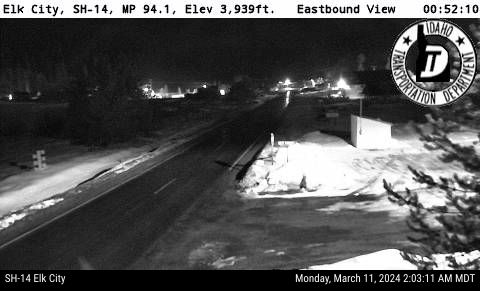 Elk City, SH-14, MP 94.1, Elev 3,939ft. Eastbound View 00:52:10
IDAHO
TRANSPORTATION DEPARTMENT
SH-14 Elk City Monday, March 11, 2024 2:03:11 AM MDT